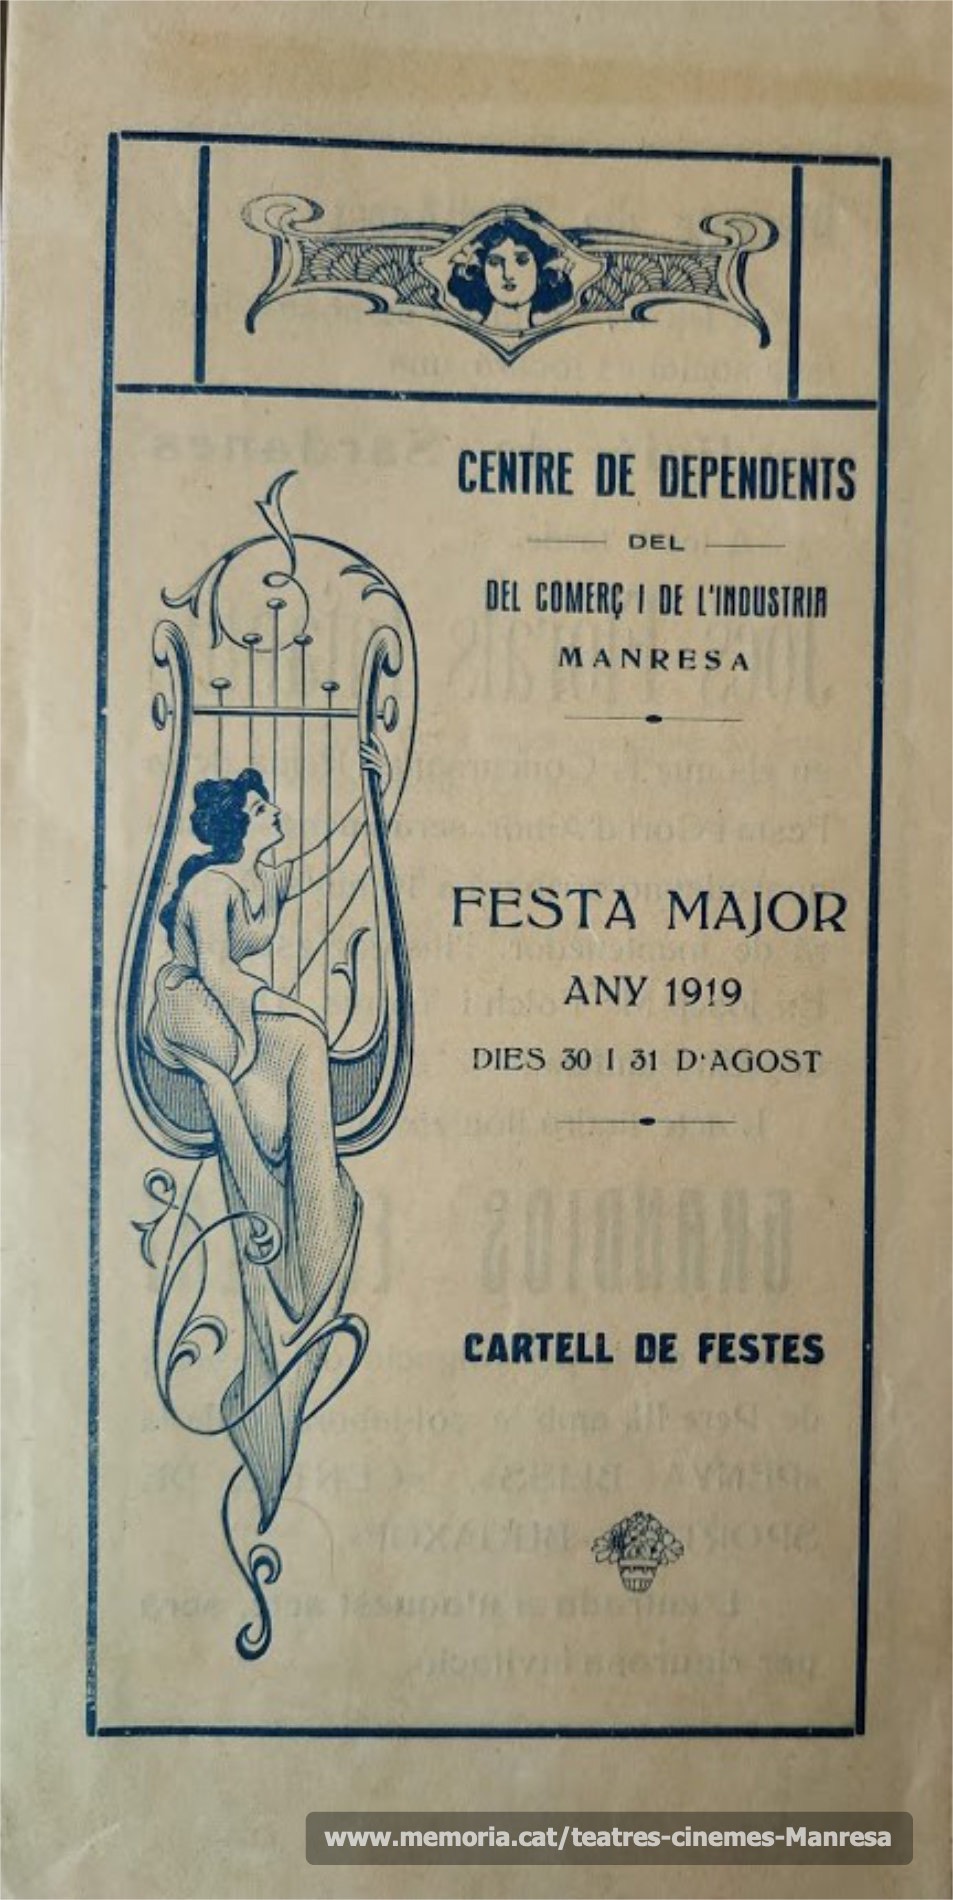 CENTRE DE DEPENDENTS
DEL
DEL COMERÇ I DE L'INDUSTRIA
MANRESA
FESTA MAJOR
ANY 1919
DIES 30 I 31 D'AGOST
CARTELL DE FESTES
www.memoria.cat/teatres-cinemes-Manresa